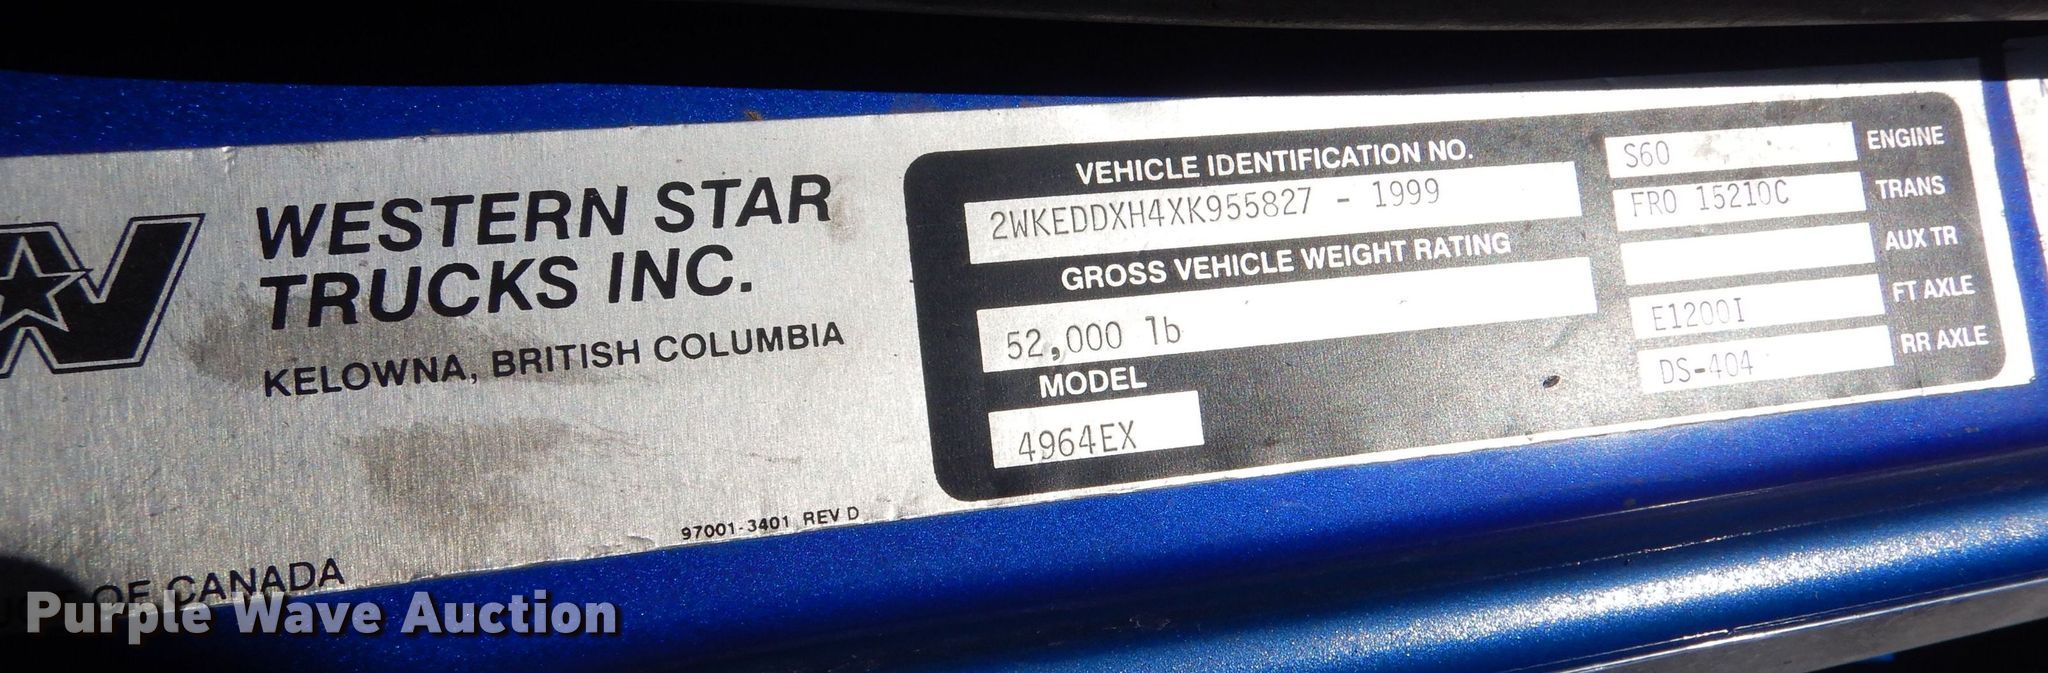 WESTERN STAR
TRUCKS INC.
KELOWNA, BRITISH COLUMBIA
97001-3401 REV D
OF CANADA
VEHICLE IDENTIFICATION NO.
2WKEDDXH4XK955827 - 1999
GROSS VEHICLE WEIGHT RATING
52,000 lb
MODEL
4964EX
S60 ENGINE
FRO 15210C TRANS
AUX TR
E1200I FT AXLE
DS-404 RR AXLE
Purple Wave Auction